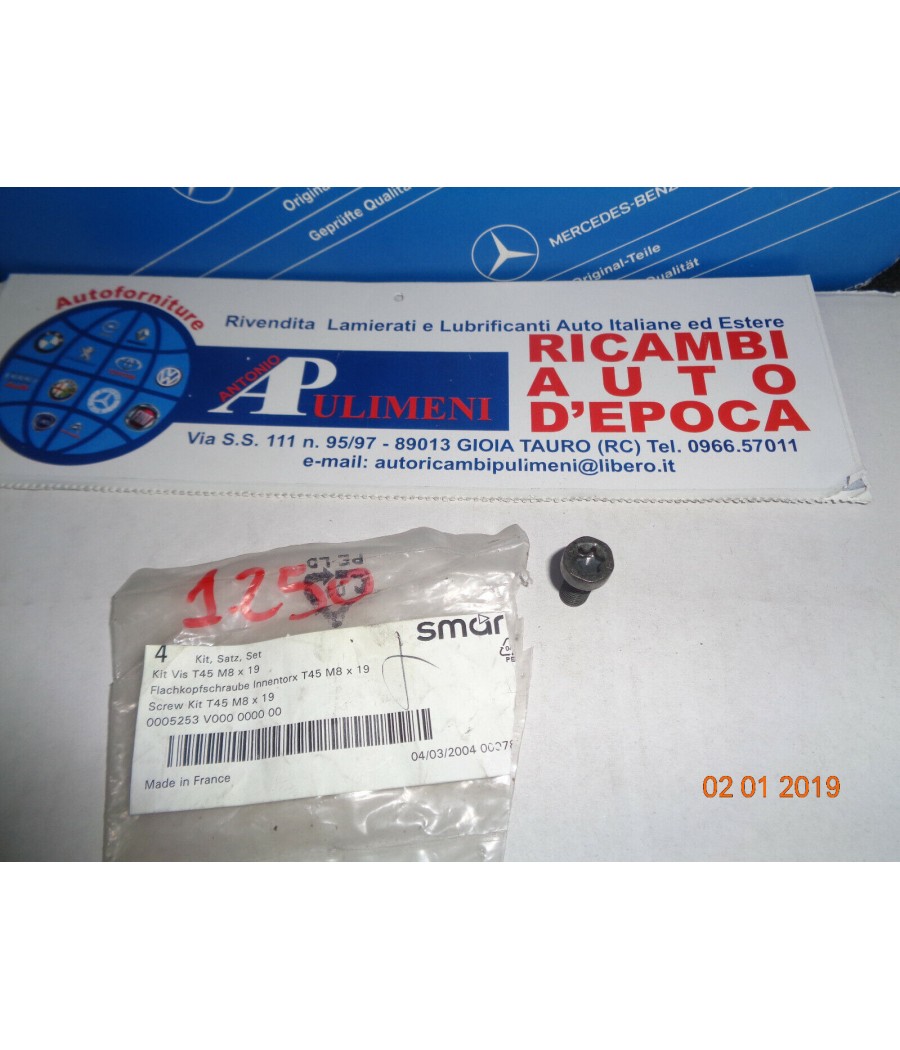 Original
Geprüfte Qualität
MERCEDES-BENZ
Original-Teile
Qualität
Autoforniture
Rivendita Lamierati e Lubrificanti Auto Italiane ed Estere
ANTONIO
AP
PULIMENI
RICAMBI
AUTO
D'EPOCA
Via S.S. 111 n. 95/97 - 89013 GIOIA TAURO (RC) Tel. 0966.57011
e-mail: autoricambipulimeni@libero.it
1250
smar
4 Kit, Satz, Set
Kit Vis T45 M8 x 19
Flachkopfschraube Innentorx T45 M8 x 19
Screw Kit T45 M8 x 19
0005253 V000 0000 00
04/03/2004
Made in France
02 01 2019